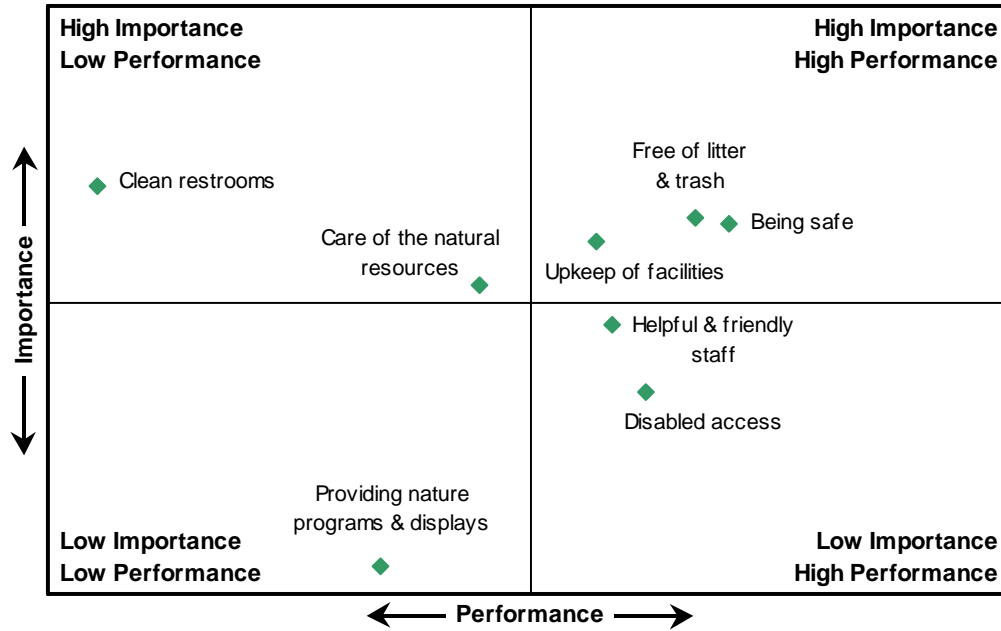 High Importance
Low Performance
High Importance
High Performance
Free of litter
& trash
Clean restrooms
Being safe
Care of the natural
resources
Upkeep of facilities
Importance
Helpful & friendly
staff
Disabled access
Providing nature
programs & displays
Low Importance
Low Performance
Low Importance
High Performance
Performance